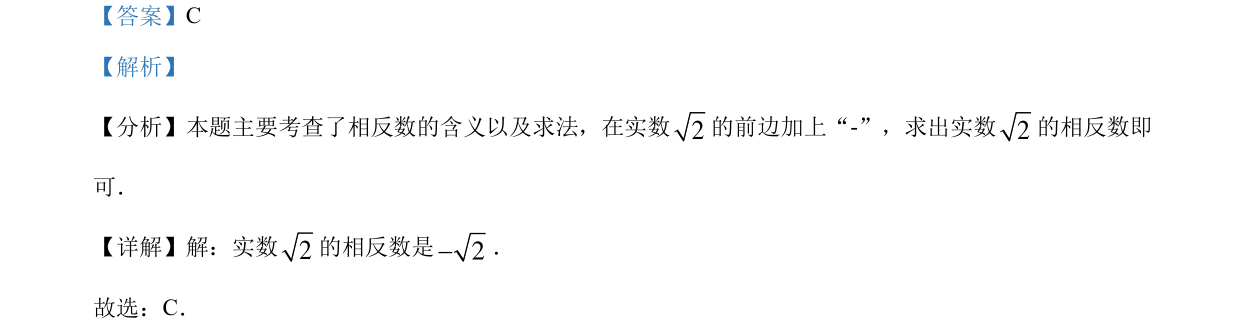 【答案】C
【解析】
【分析】本题主要考查了相反数的含义以及求法，在实数√2 的前边加上“-”，求出实数√2 的相反数即
可．
【详解】解：实数√2 的相反数是−√2．
故选：C．